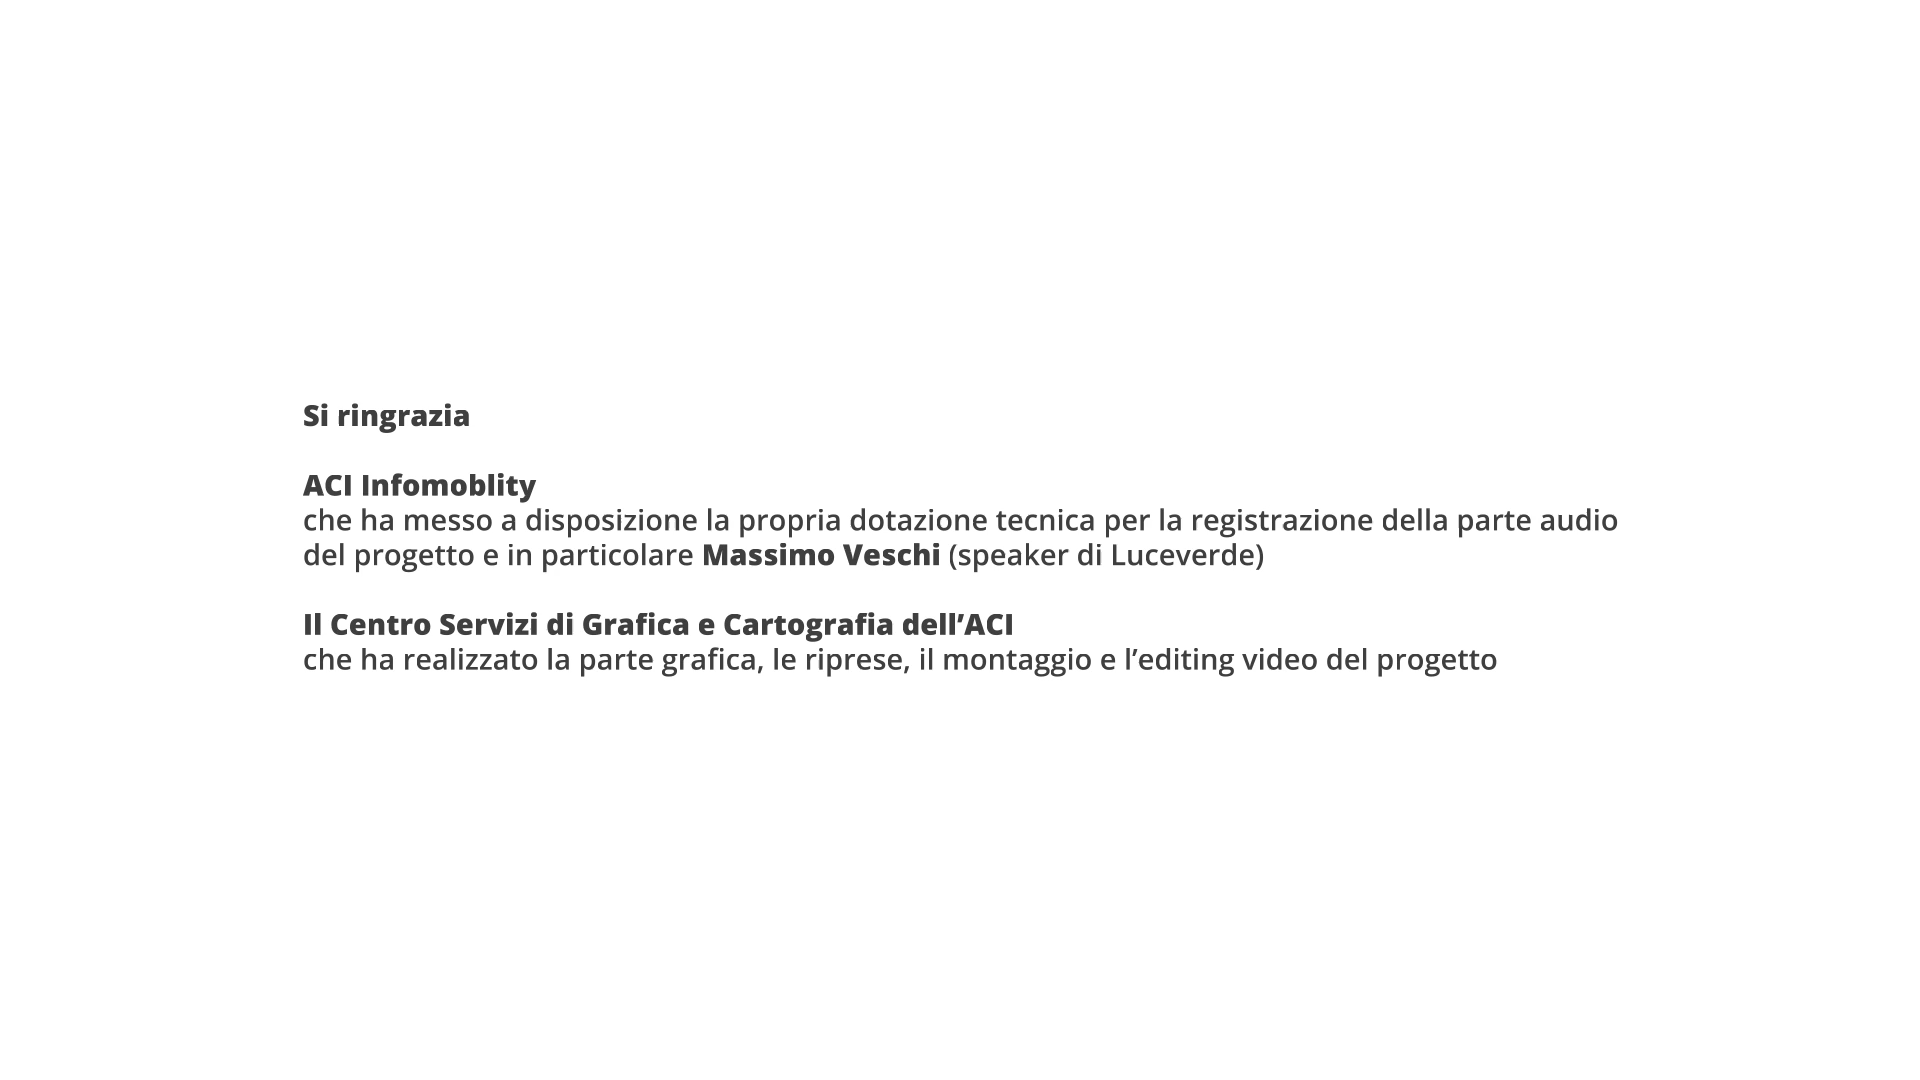 Si ringrazia
ACI Infomoblity
che ha messo a disposizione la propria dotazione tecnica per la registrazione della parte audio
del progetto e in particolare Massimo Veschi (speaker di Luceverde)
Il Centro Servizi di Grafica e Cartografia dell’ACI
che ha realizzato la parte grafica, le riprese, il montaggio e l’editing video del progetto